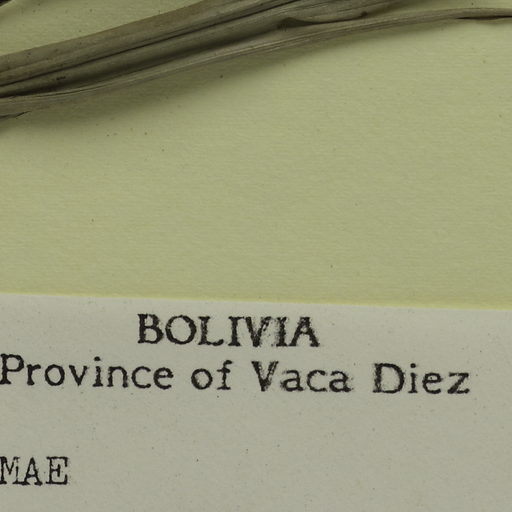 BOLIVIA
Province of Vaca Diez
MAE